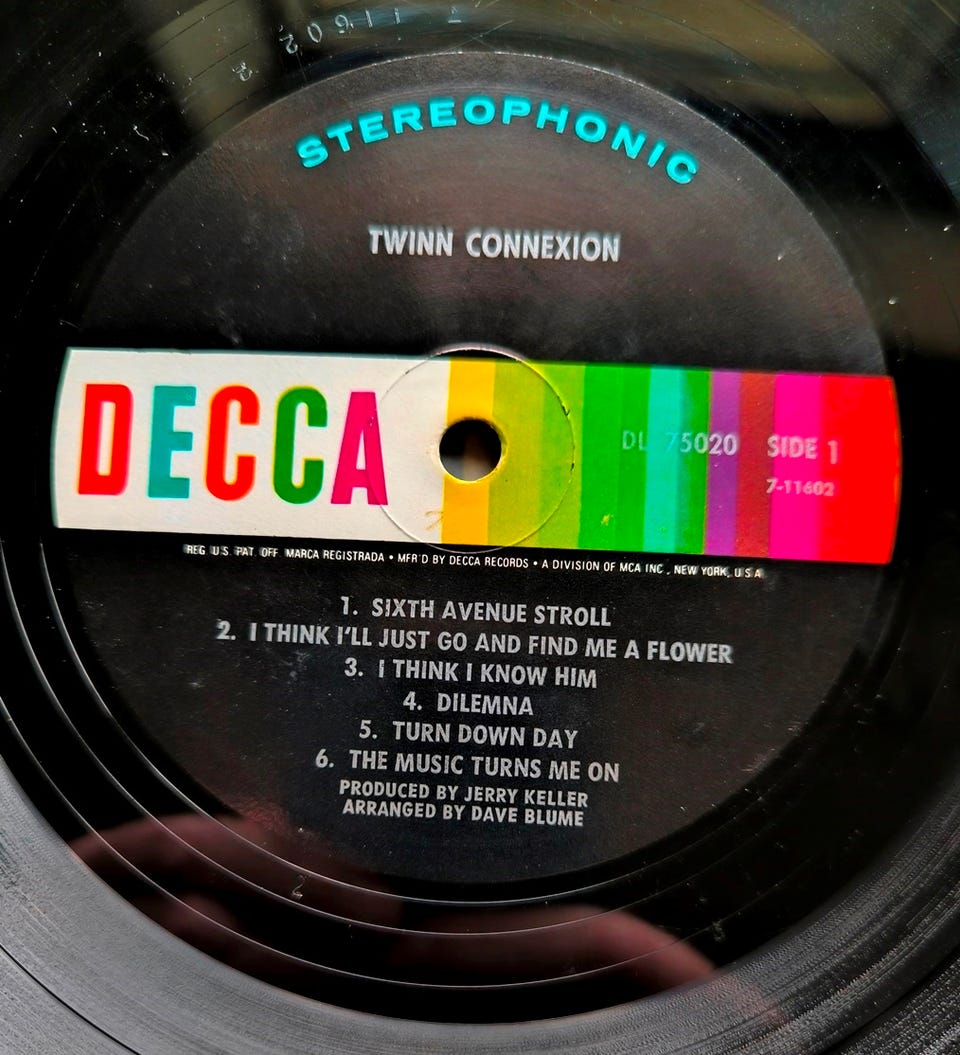 7 11602
STEREOPHONIC
TWINN CONNEXION
DECCA
DL 75020 SIDE 1
7-11602
REG. U.S. PAT. OFF. MARCA REGISTRADA • MFR'D BY DECCA RECORDS • A DIVISION OF MCA INC., NEW YORK, U.S.A.
1. SIXTH AVENUE STROLL
2. I THINK I'LL JUST GO AND FIND ME A FLOWER
3. I THINK I KNOW HIM
4. DILEMNA
5. TURN DOWN DAY
6. THE MUSIC TURNS ME ON
PRODUCED BY JERRY KELLER
ARRANGED BY DAVE BLUME
2